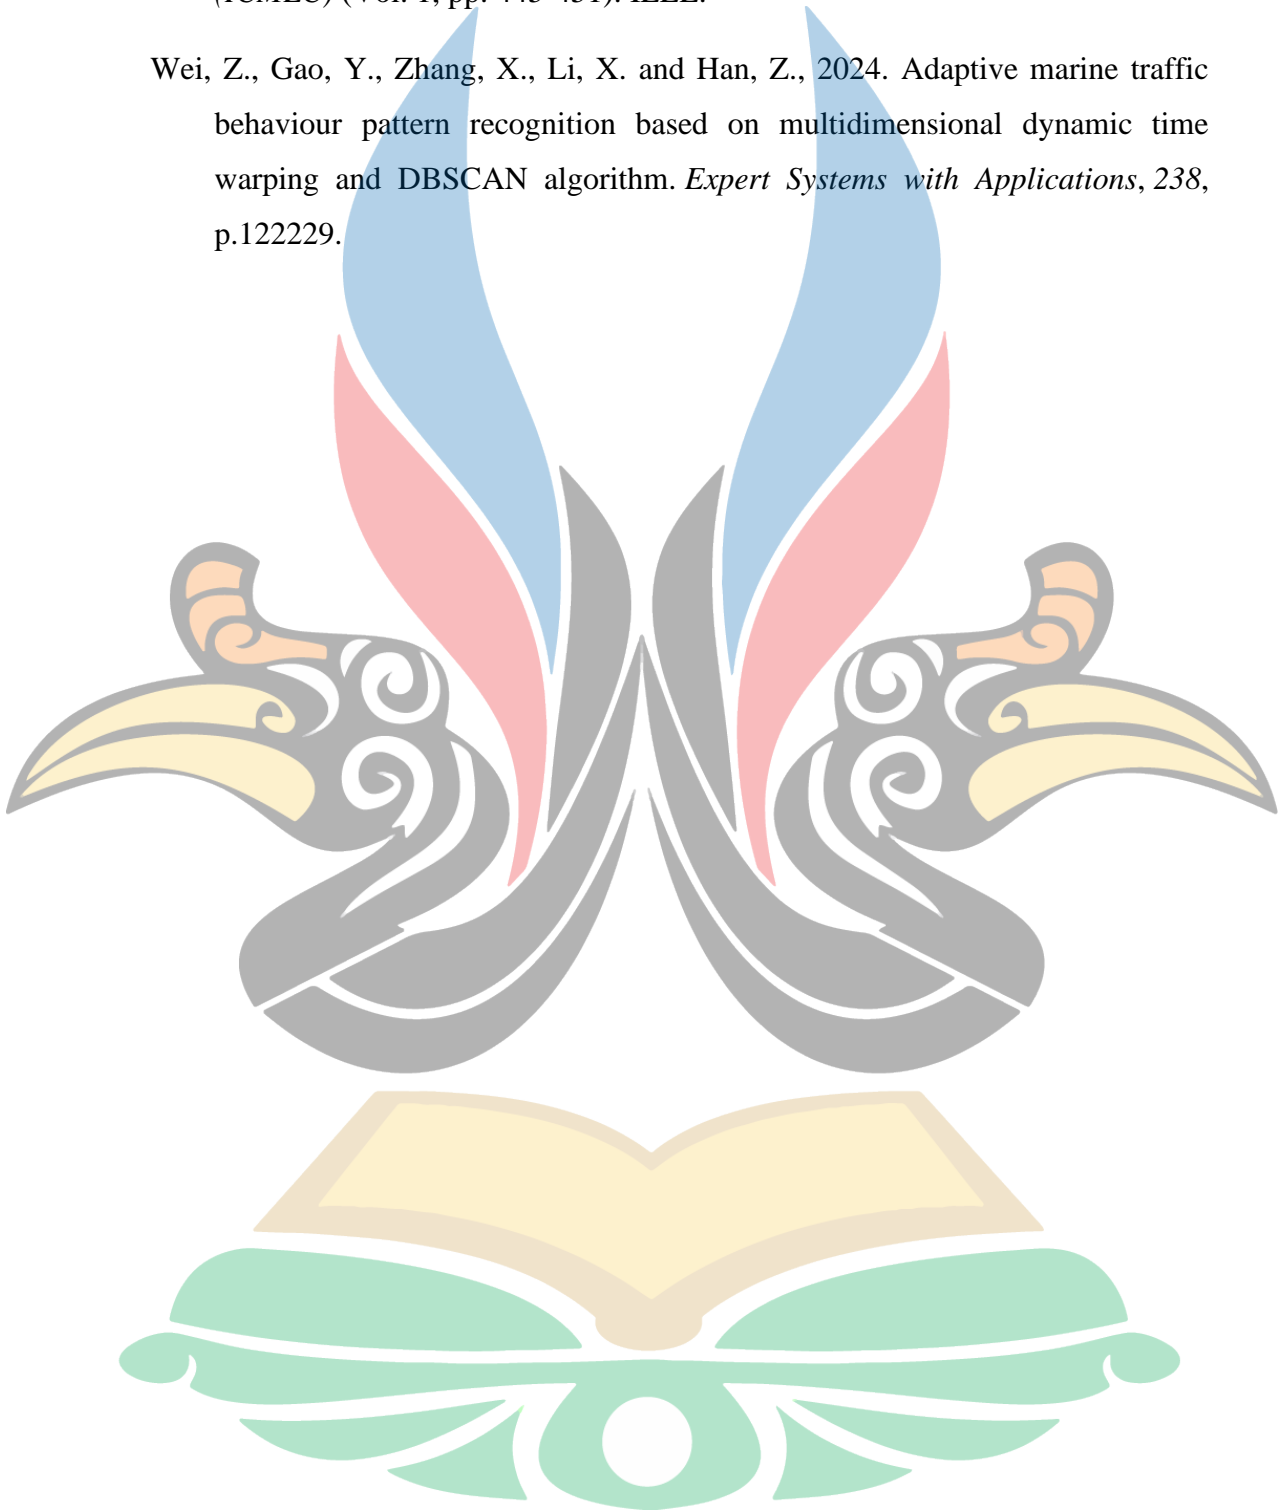 Wei, Z., Gao, Y., Zhang, X., Li, X. and Han, Z., 2024. Adaptive marine traffic
behaviour pattern recognition based on multidimensional dynamic time
warping and DBSCAN algorithm. Expert Systems with Applications, 238,
p.122229.